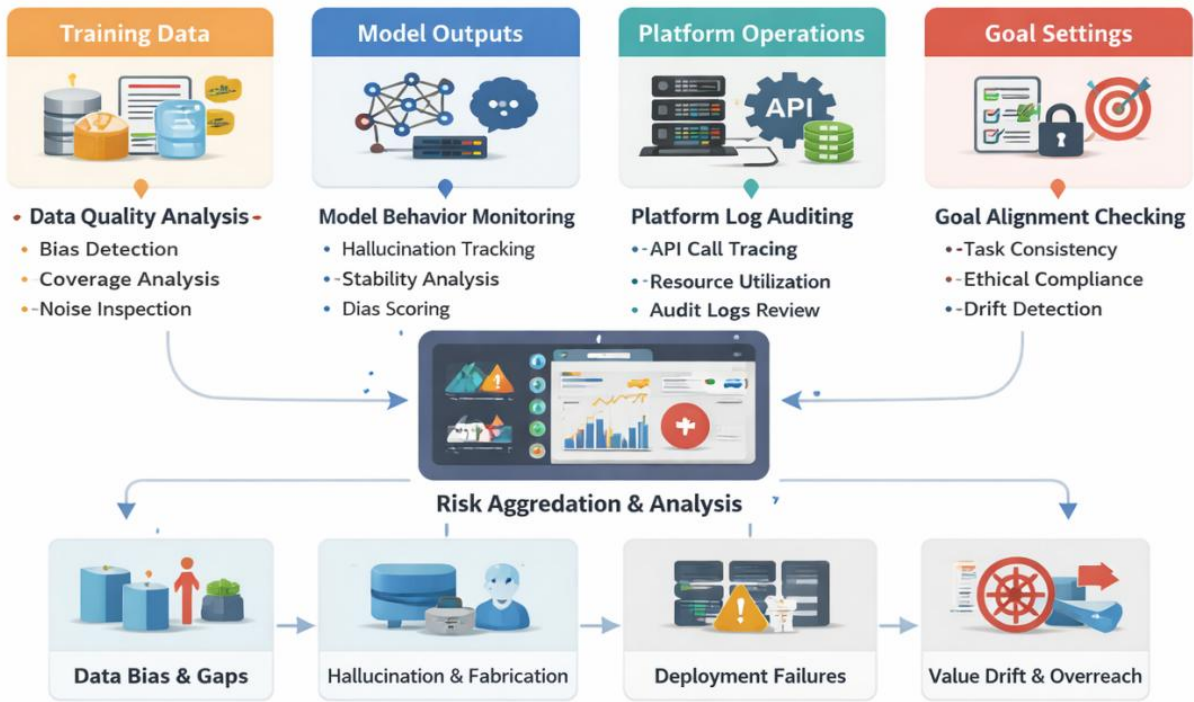 Training Data
Model Outputs
Platform Operations
Goal Settings
API
Data Quality Analysis
Bias Detection
Coverage Analysis
Noise Inspection
Model Behavior Monitoring
Hallucination Tracking
Stability Analysis
Dias Scoring
Platform Log Auditing
API Call Tracing
Resource Utilization
Audit Logs Review
Goal Alignment Checking
Task Consistency
Ethical Compliance
Drift Detection
Risk Aggredation & Analysis
Data Bias & Gaps
Hallucination & Fabrication
Deployment Failures
Value Drift & Overreach